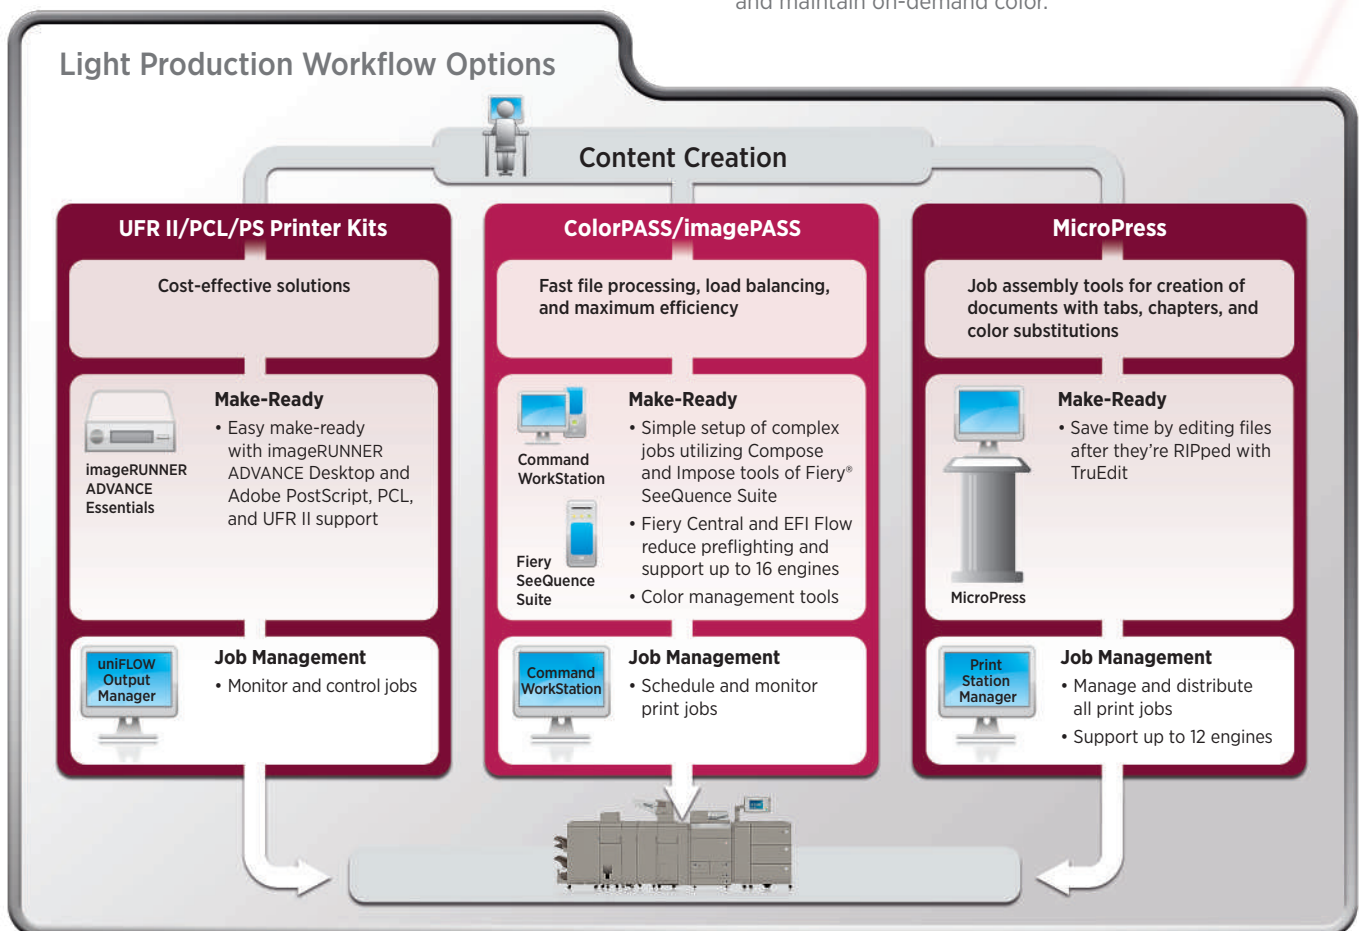 and maintain on-demand color.
Light Production Workflow Options
Content Creation
UFR II/PCL/PS Printer Kits
Cost-effective solutions
Make-Ready
• Easy make-ready
with imageRUNNER
ADVANCE Desktop and
Adobe PostScript, PCL,
and UFR II support
imageRUNNER
ADVANCE
Essentials
uniFLOW
Output
Manager
Job Management
• Monitor and control jobs
ColorPASS/imagePASS
Fast file processing, load balancing,
and maximum efficiency
Command
WorkStation
Fiery
SeeQuence
Suite
Make-Ready
• Simple setup of complex
jobs utilizing Compose
and Impose tools of Fiery®
SeeQuence Suite
• Fiery Central and EFI Flow
reduce preflighting and
support up to 16 engines
• Color management tools
Command
WorkStation
Job Management
• Schedule and monitor
print jobs
MicroPress
Job assembly tools for creation of
documents with tabs, chapters, and
color substitutions
MicroPress
Make-Ready
• Save time by editing files
after they're RIPped with
TruEdit
Print
Station
Manager
Job Management
• Manage and distribute
all print jobs
• Support up to 12 engines